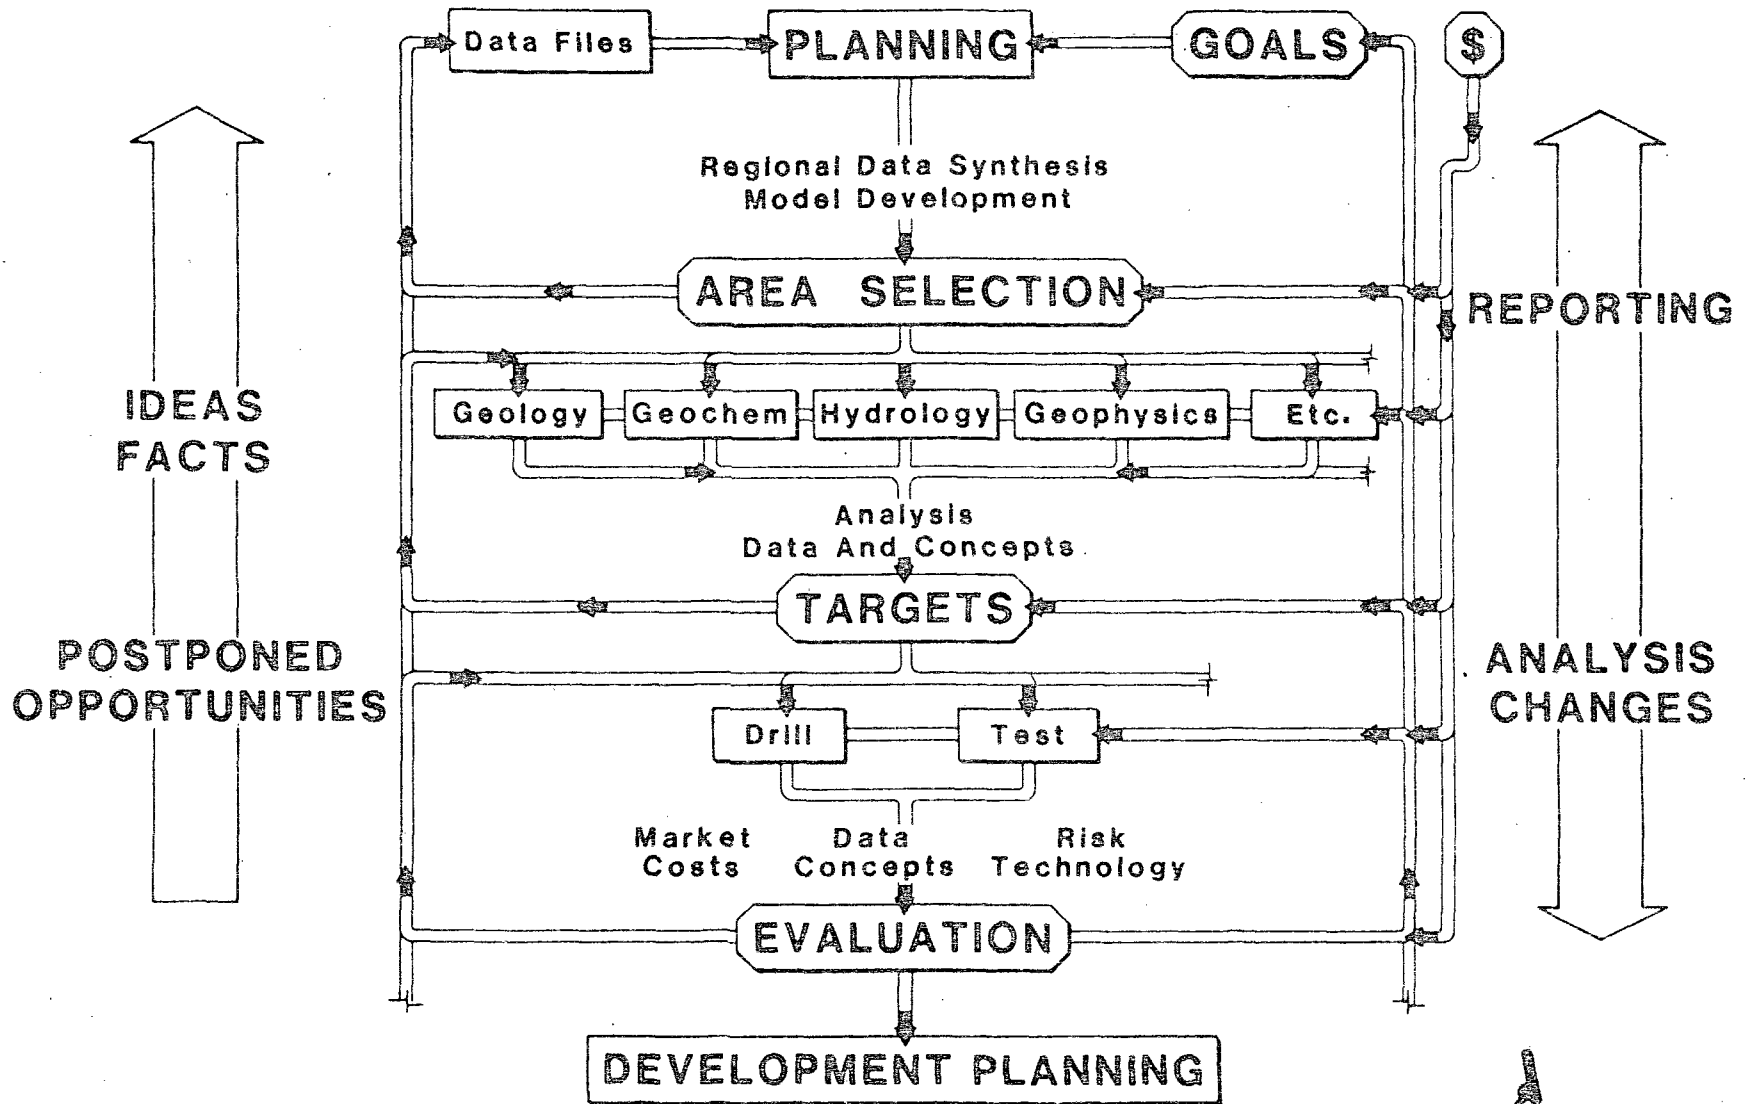 Data Files
PLANNING
GOALS
$
Regional Data Synthesis
Model Development
AREA SELECTION
REPORTING
IDEAS
FACTS
Geology
Geochem
Hydrology
Geophysics
Etc.
Analysis
Data And Concepts
TARGETS
POSTPONED
OPPORTUNITIES
ANALYSIS
CHANGES
Drill
Test
Market
Costs
Data
Concepts
Risk
Technology
EVALUATION
DEVELOPMENT PLANNING